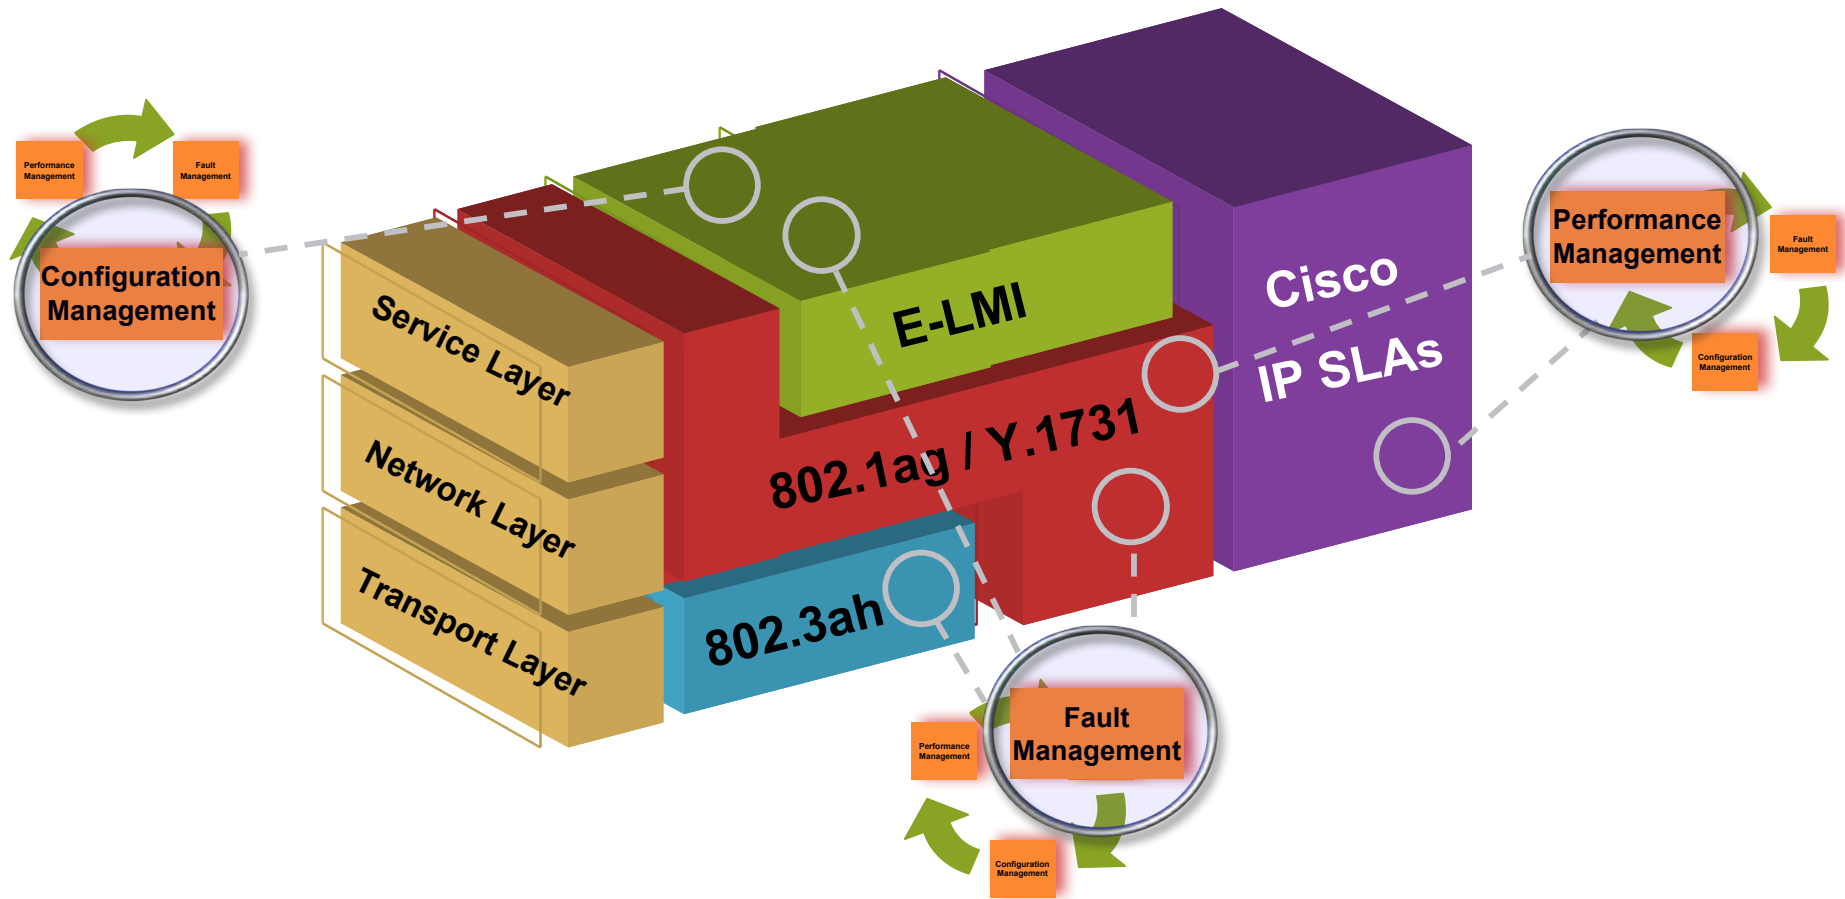 Performance
Management
Fault
Management
Configuration
Management
Service Layer
Network Layer
Transport Layer
E-LMI
802.1ag / Y.1731
802.3ah
Cisco
IP SLAs
Performance
Management
Fault
Management
Configuration
Management
Fault
Management
Performance
Management
Configuration
Management